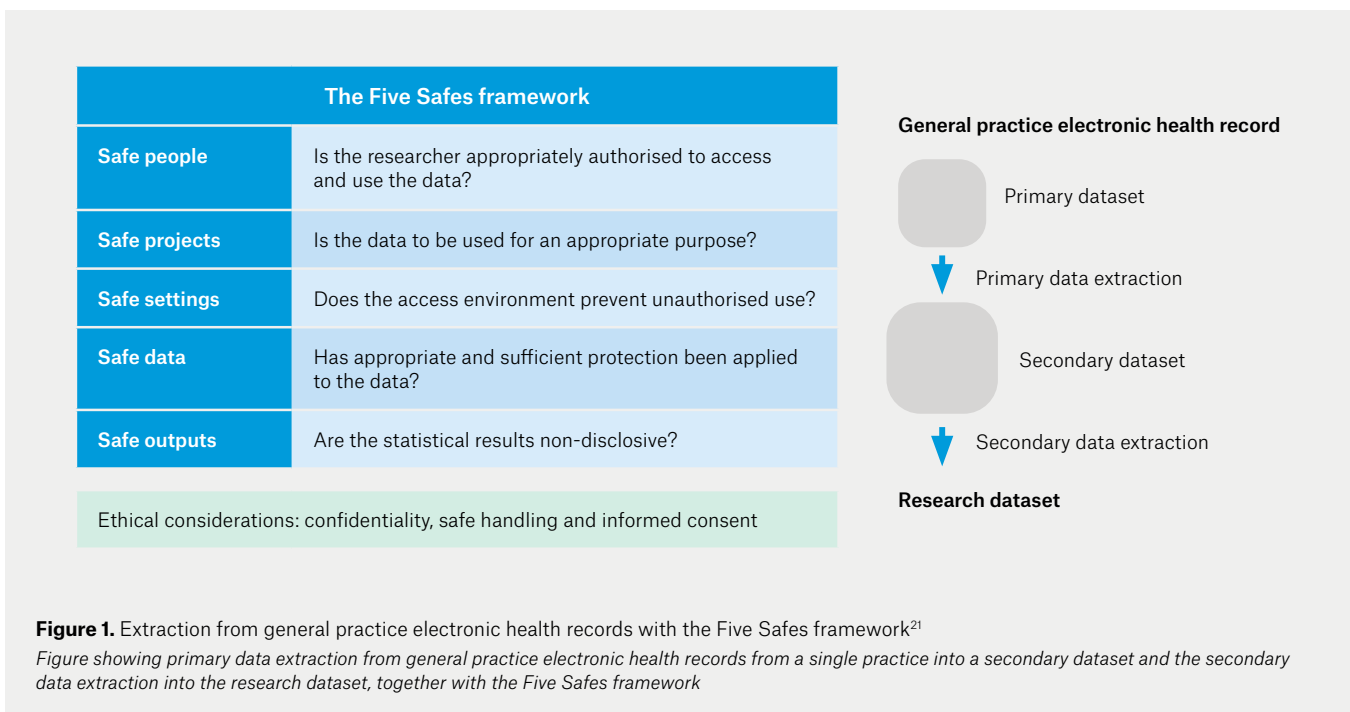 The Five Safes framework
Safe people
Is the researcher appropriately authorised to access
and use the data?
Safe projects
Is the data to be used for an appropriate purpose?
Safe settings
Does the access environment prevent unauthorised use?
Safe data
Has appropriate and sufficient protection been applied
to the data?
Safe outputs
Are the statistical results non-disclosive?
Ethical considerations: confidentiality, safe handling and informed consent
General practice electronic health record
Primary dataset
Primary data extraction
Secondary dataset
Secondary data extraction
Research dataset
Figure 1. Extraction from general practice electronic health records with the Five Safes framework²¹
Figure showing primary data extraction from general practice electronic health records from a single practice into a secondary dataset and the secondary
data extraction into the research dataset, together with the Five Safes framework